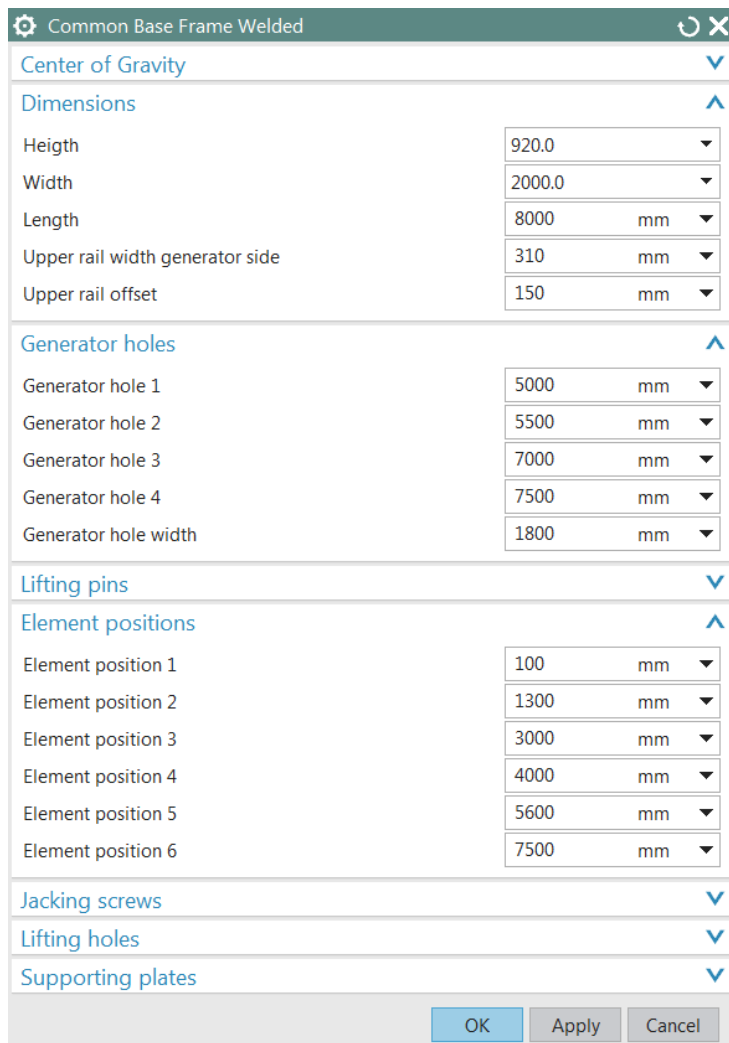 Common Base Frame Welded
Center of Gravity
Dimensions
Heigth 920.0
Width 2000.0
Length 8000 mm
Upper rail width generator side 310 mm
Upper rail offset 150 mm
Generator holes
Generator hole 1 5000 mm
Generator hole 2 5500 mm
Generator hole 3 7000 mm
Generator hole 4 7500 mm
Generator hole width 1800 mm
Lifting pins
Element positions
Element position 1 100 mm
Element position 2 1300 mm
Element position 3 3000 mm
Element position 4 4000 mm
Element position 5 5600 mm
Element position 6 7500 mm
Jacking screws
Lifting holes
Supporting plates
OK Apply Cancel